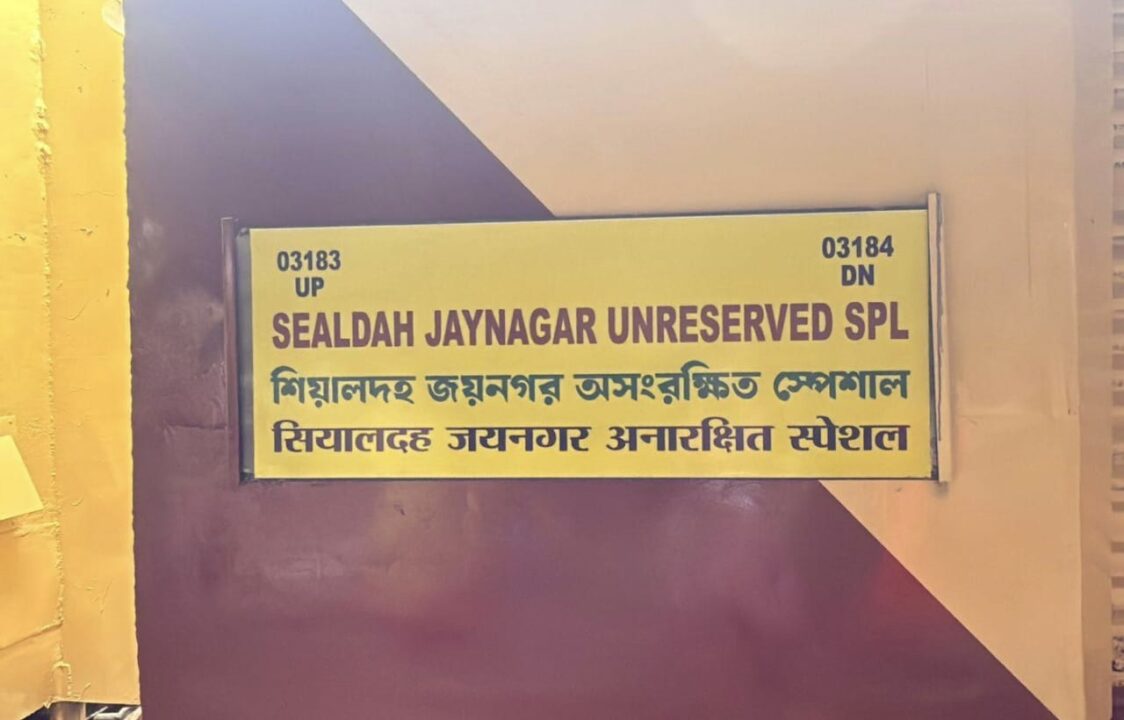 03183 03184
UP DN
SEALDAH JAYNAGAR UNRESERVED SPL
শিয়ালদহ জয়নগর অসংরক্ষিত স্পেশাল
सियालदह जयनगर अनारक्षित स्पेशल